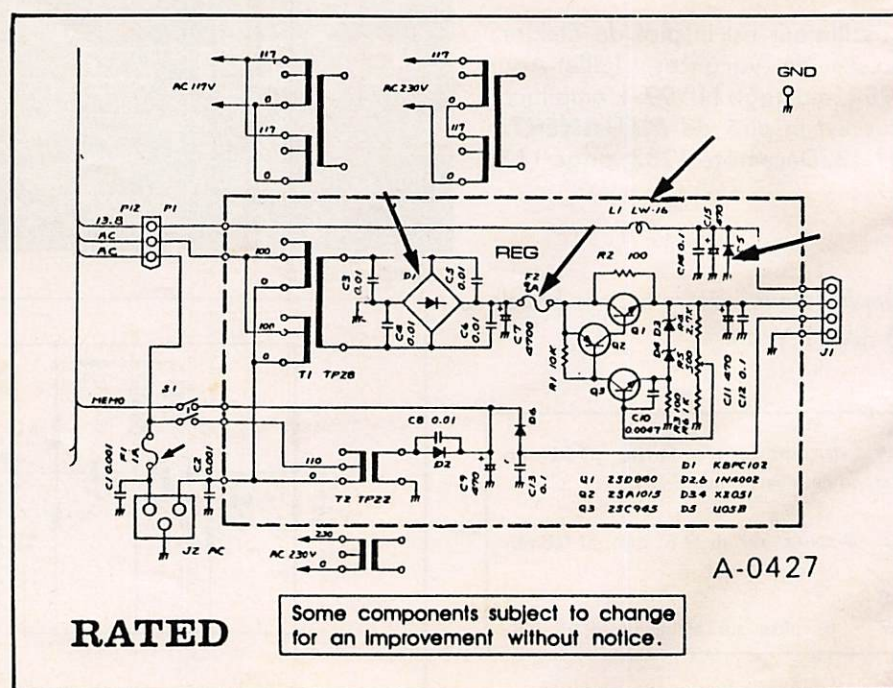 117
117
GND
AC 117V
AC 230V
0
0
117
117
0
0
P12 P1
L1 LW-16
C15 470
13.8
AC
AC
C16 0.1
D5
100
0
100
0
C3 0.01
D1
C5 0.01
REG
F2
R2 100
C4 0.01
C6 0.01
C7 4700
Q1
Q2
Q3
R1 10K
D4 D3
R4 2.7K
R5
R3 100
R6 1K
C10
0.0047
C11 470
C12 0.1
J1
T1 TP28
S1
MEMO
F1 1A
C1 0.001
C2 0.001
C8 0.01
D2
D6
110
0
T2 TP22
C9 470
C13 0.1
D1 KBPC102
Q1 2SD880 D2,6 1N4002
Q2 2SA1015 D3,4 XZ051
Q3 2SC945 D5 U05B
J2 AC
230
AC 230V
0
A-0427
RATED
Some components subject to change
for an improvement without notice.